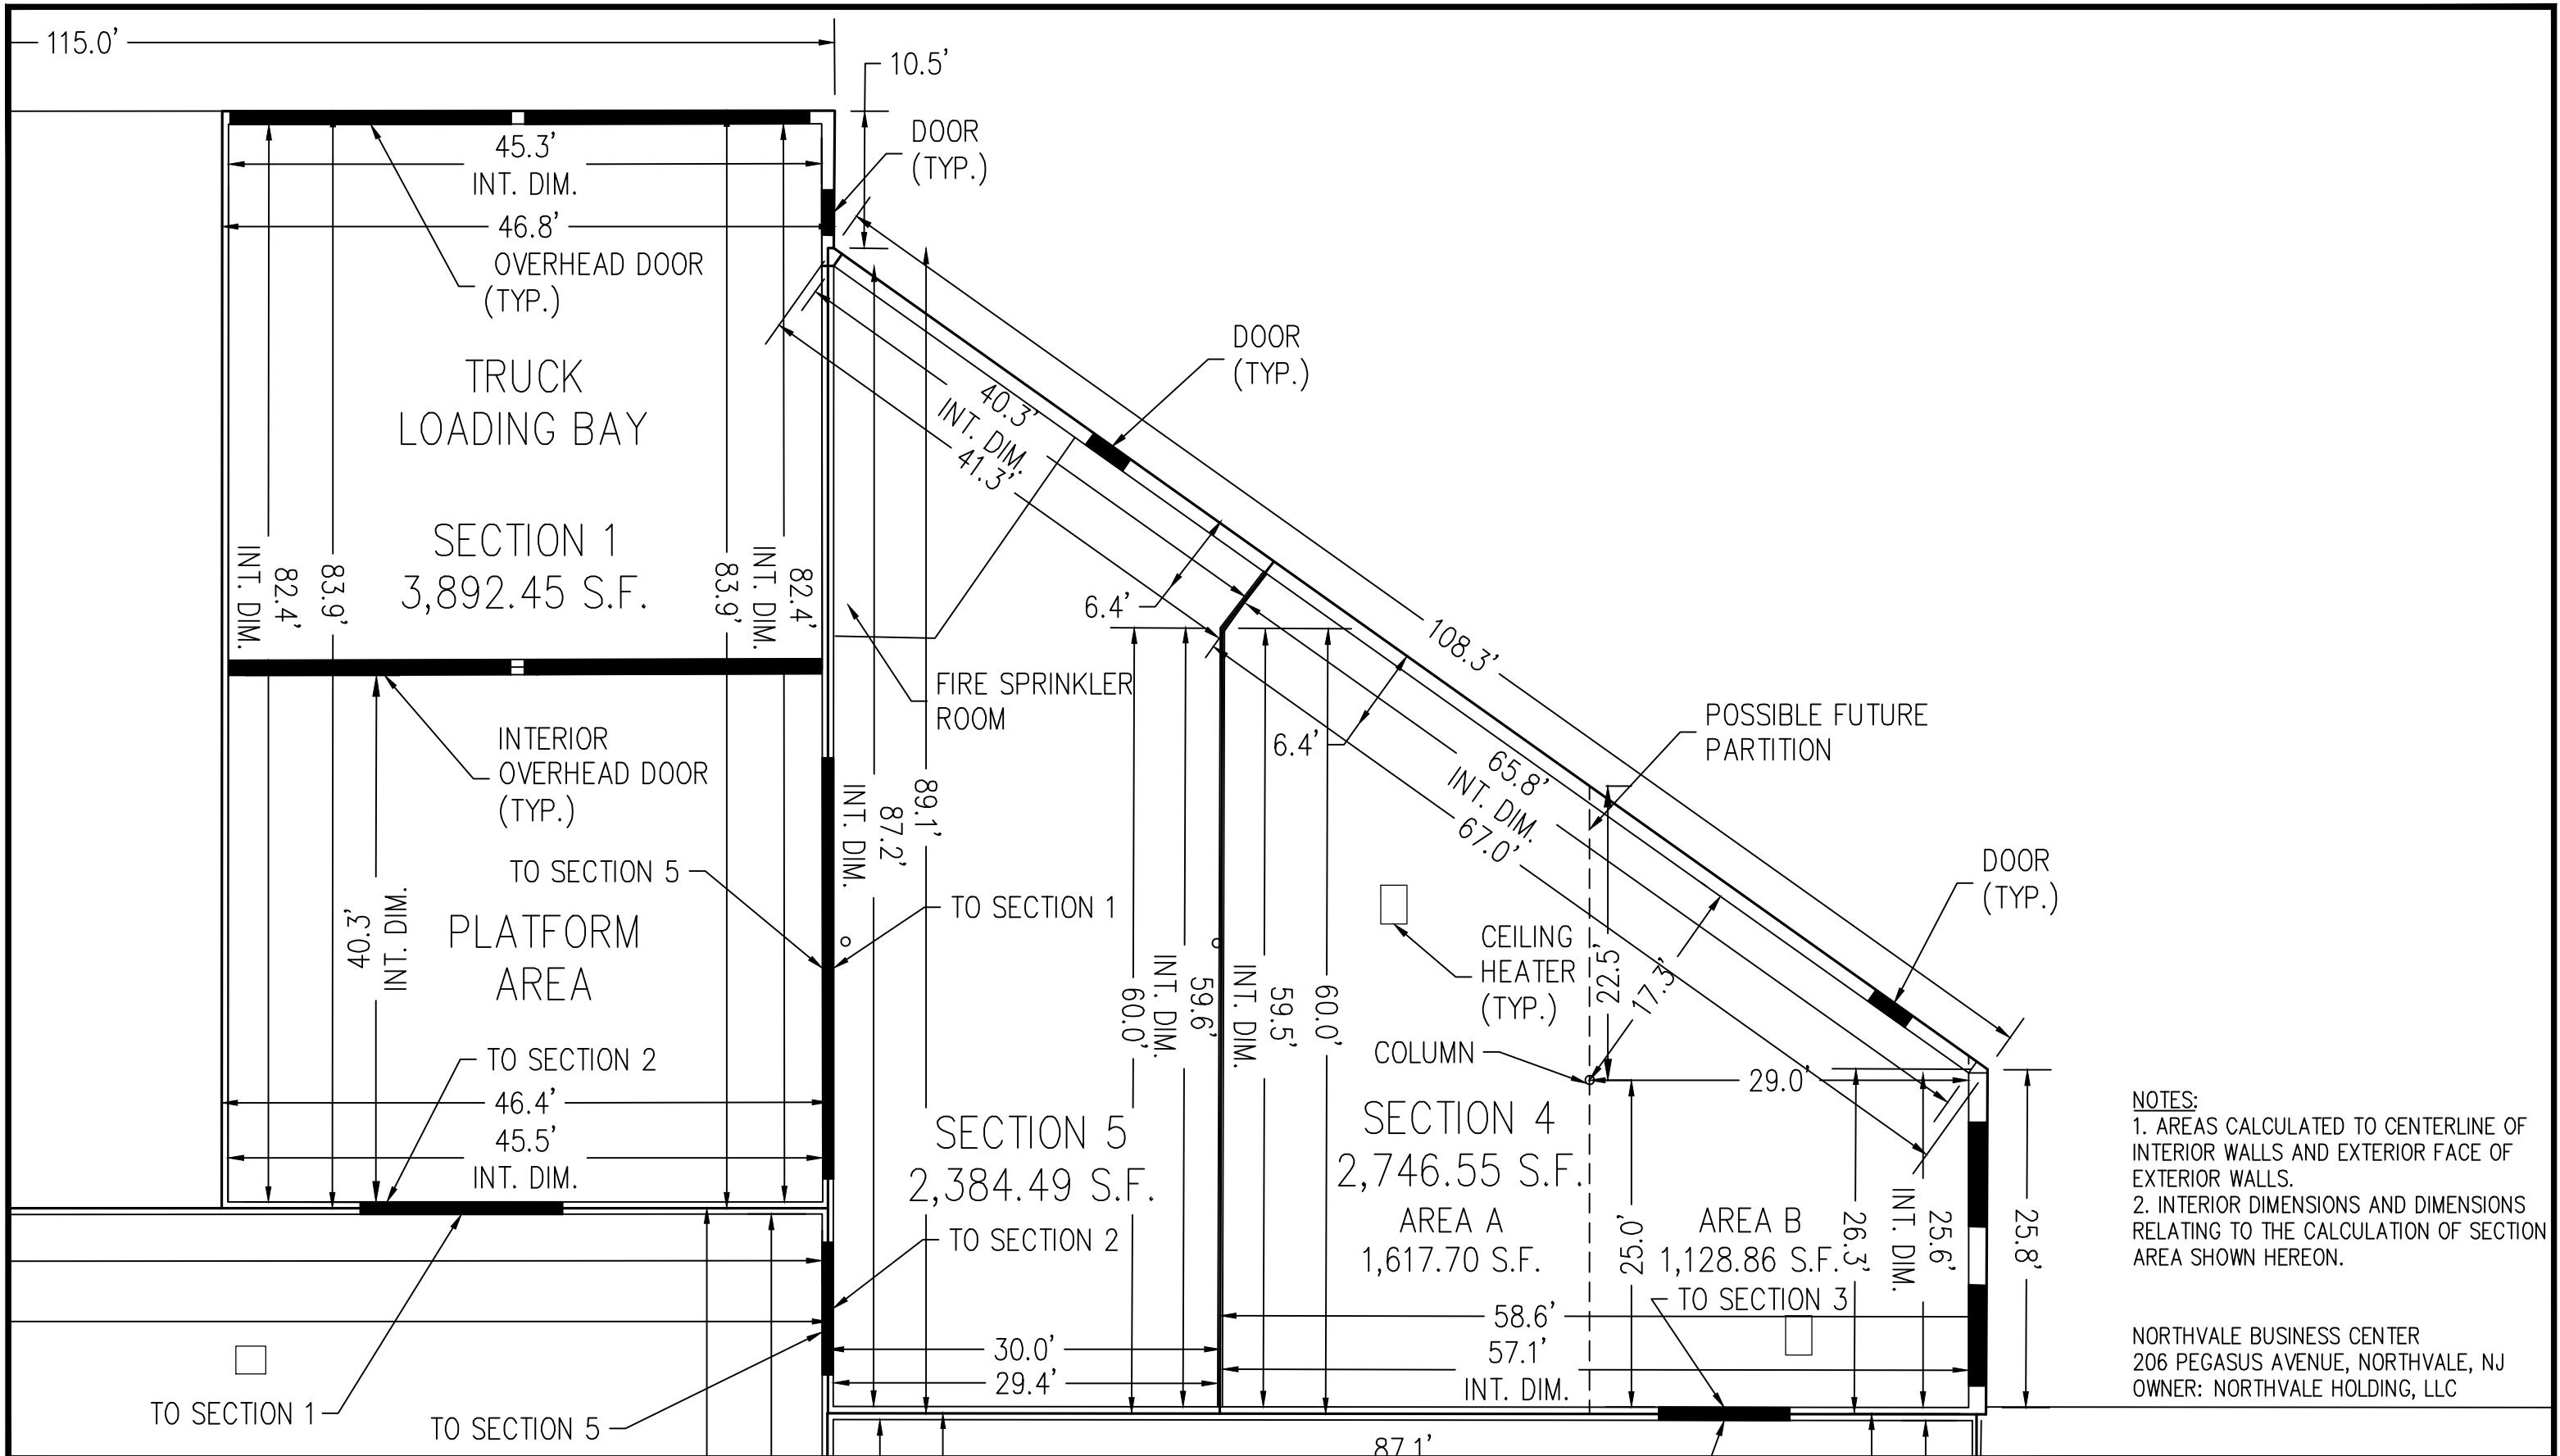 115.0'
10.5'
DOOR
(TYP.)
45.3'
INT. DIM.
46.8'
OVERHEAD DOOR
(TYP.)
TRUCK
LOADING BAY
SECTION 1
3,892.45 S.F.
INT. DIM.
82.4'
83.9'
83.9'
INT. DIM.
82.4'
DOOR
(TYP.)
40.3'
INT. DIM.
41.3'
6.4'
108.3'
FIRE SPRINKLER
ROOM
6.4'
POSSIBLE FUTURE
PARTITION
65.8'
INT. DIM.
67.0'
INTERIOR
OVERHEAD DOOR
(TYP.)
INT. DIM.
87.2'
89.1'
TO SECTION 5
TO SECTION 1
40.3'
INT. DIM.
PLATFORM
AREA
DOOR
(TYP.)
CEILING
HEATER
(TYP.)
22.5'
17.3'
60.0'
INT. DIM.
59.6'
INT. DIM.
59.5'
60.0'
TO SECTION 2
46.4'
45.5'
INT. DIM.
COLUMN
29.0'
SECTION 5
2,384.49 S.F.
SECTION 4
2,746.55 S.F.
AREA A
1,617.70 S.F.
25.0'
AREA B
1,128.86 S.F.
26.3'
INT. DIM.
25.6'
25.8'
TO SECTION 2
TO SECTION 3
58.6'
57.1'
INT. DIM.
30.0'
29.4'
TO SECTION 1
TO SECTION 5
87.1'
NOTES:
1. AREAS CALCULATED TO CENTERLINE OF
INTERIOR WALLS AND EXTERIOR FACE OF
EXTERIOR WALLS.
2. INTERIOR DIMENSIONS AND DIMENSIONS
RELATING TO THE CALCULATION OF SECTION
AREA SHOWN HEREON.
NORTHVALE BUSINESS CENTER
206 PEGASUS AVENUE, NORTHVALE, NJ
OWNER: NORTHVALE HOLDING, LLC